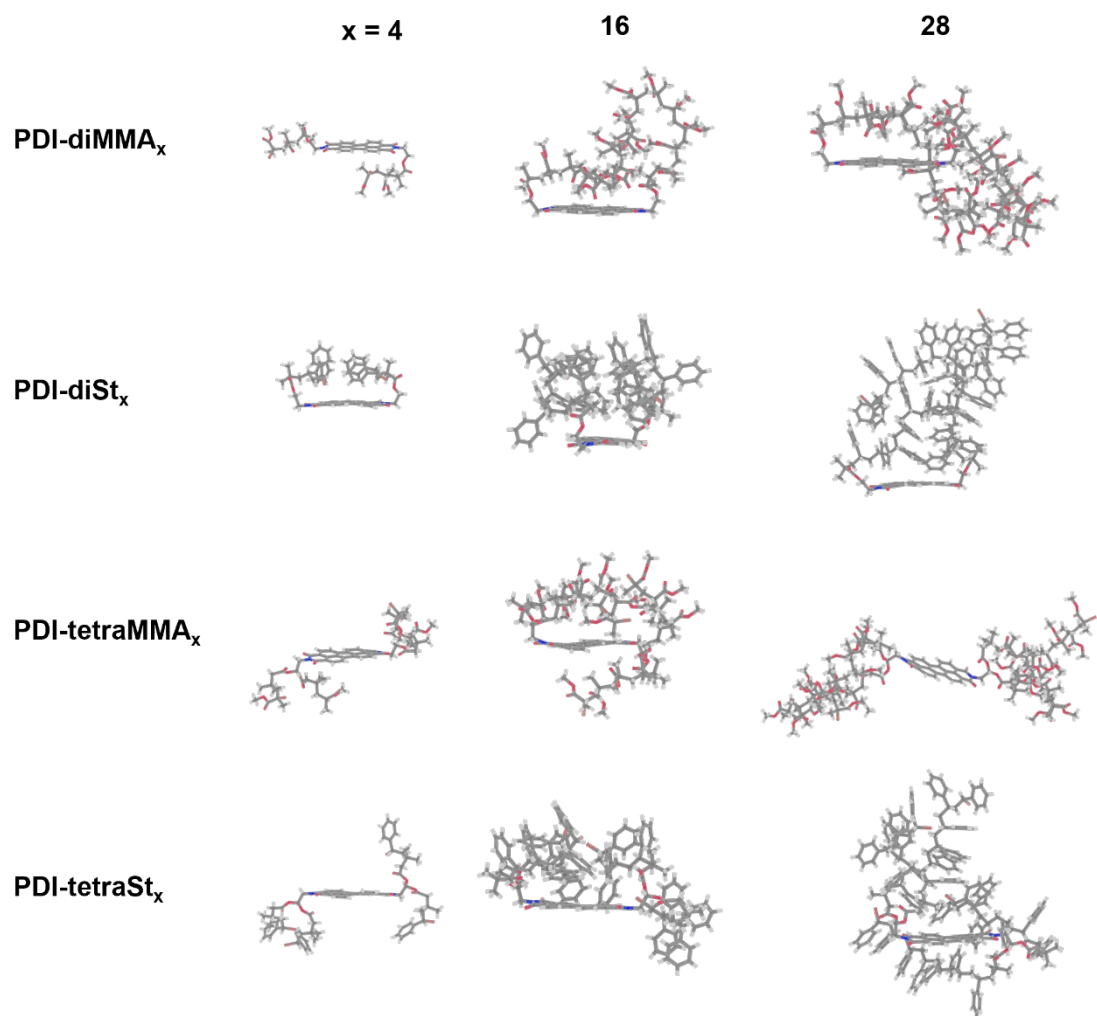 x = 4 16 28
PDI-diMMAₓ
PDI-diStₓ
PDI-tetraMMAₓ
PDI-tetraStₓ